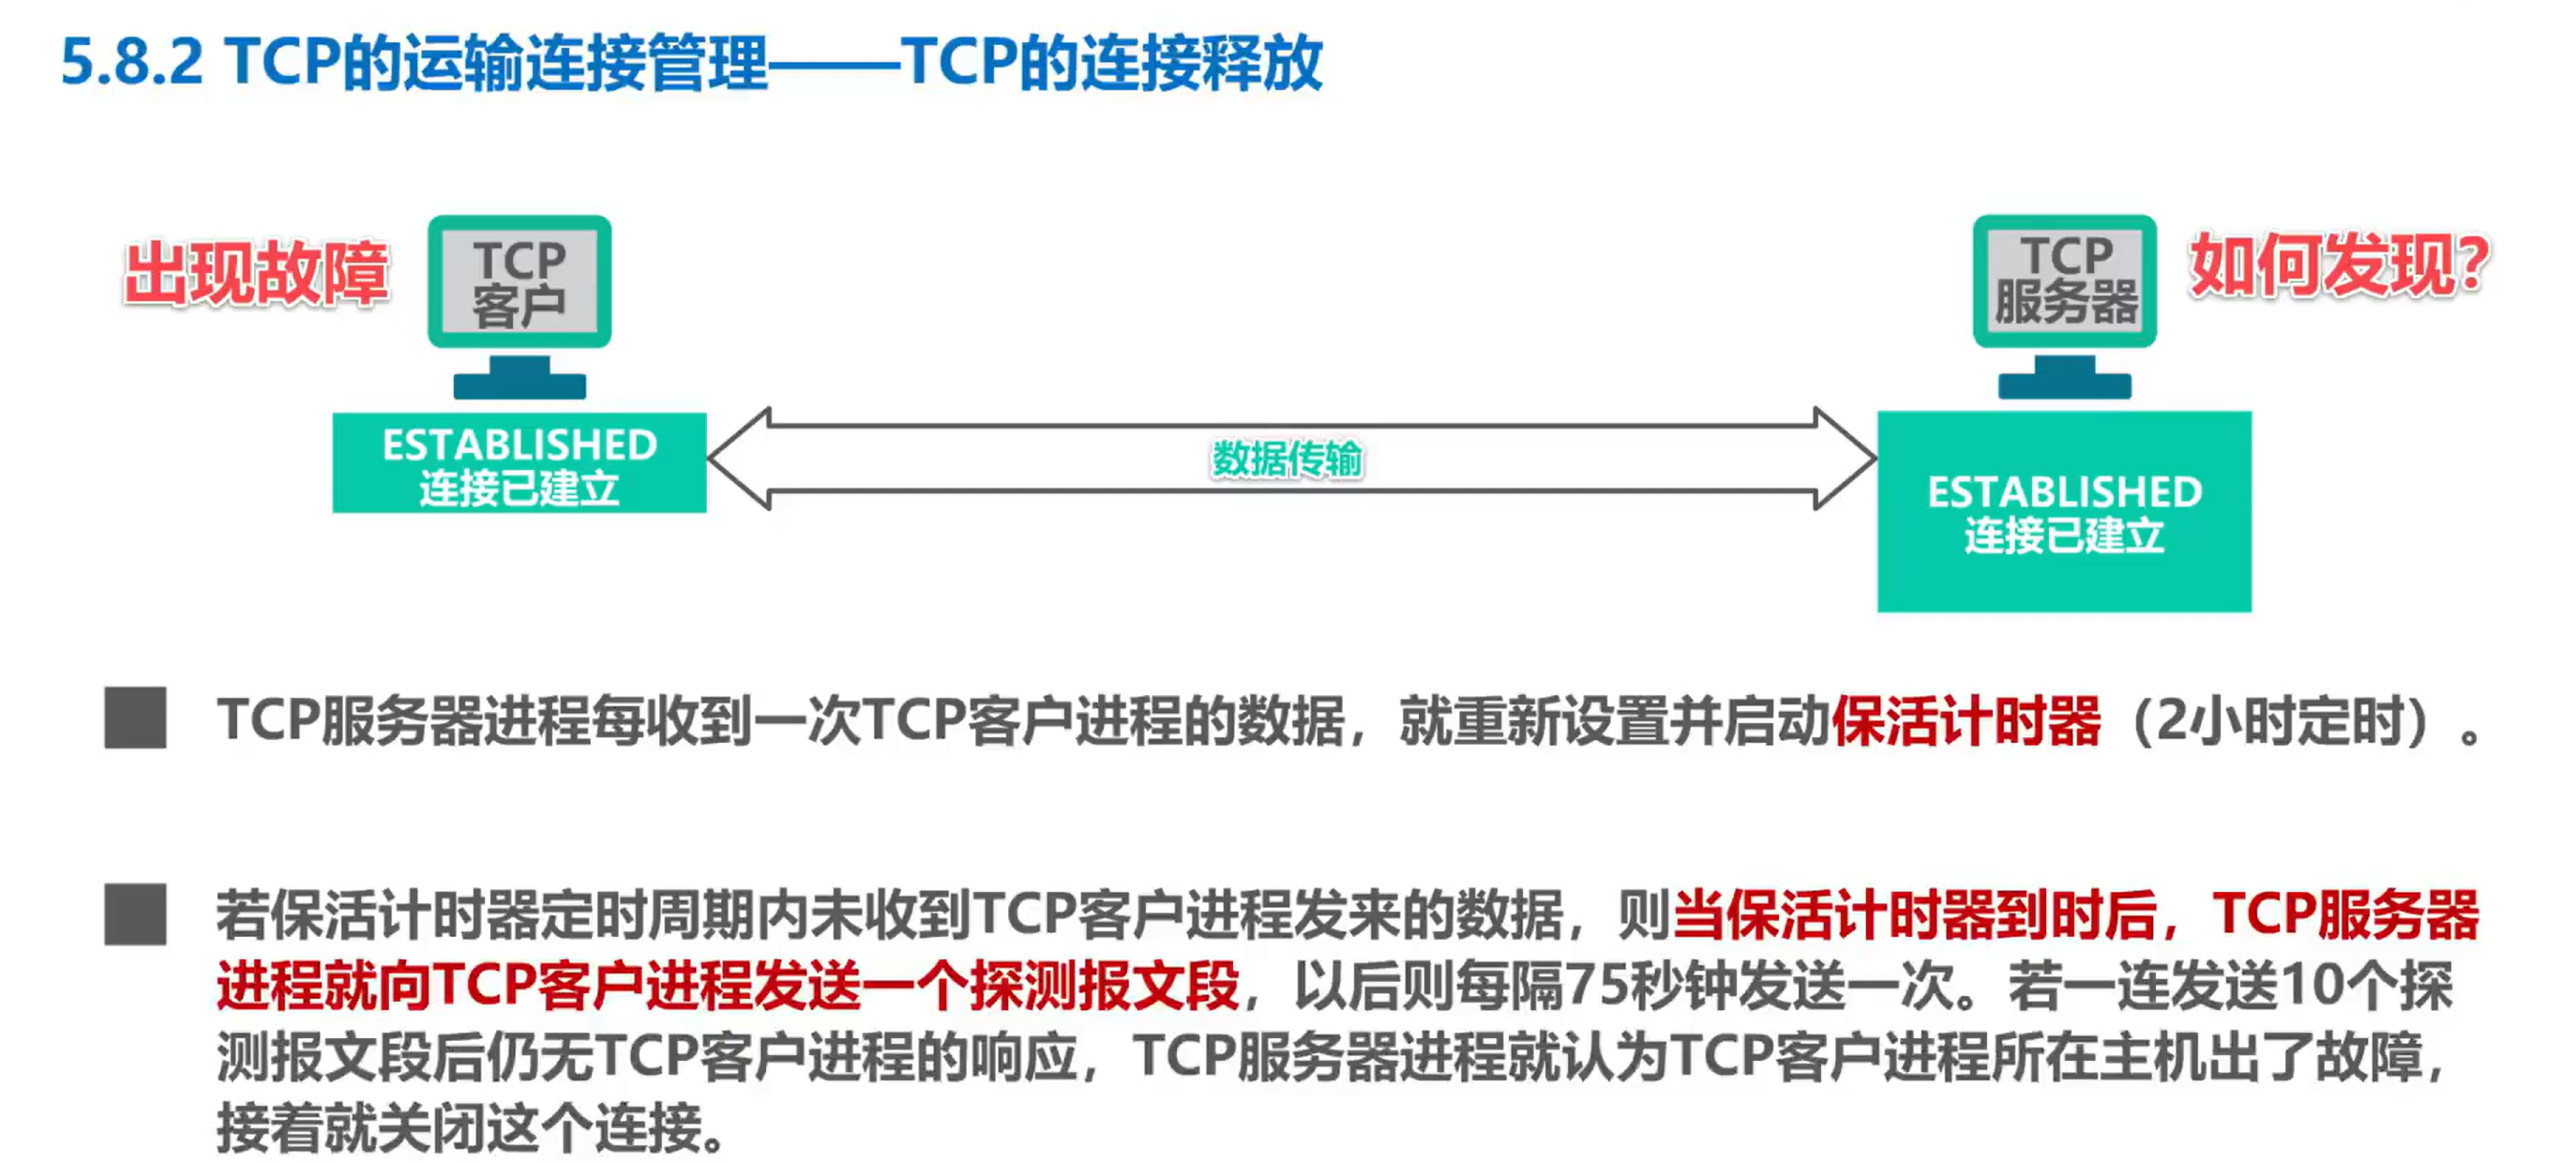 5.8.2 TCP的运输连接管理——TCP的连接释放
出现故障
TCP
客户
TCP
服务器
如何发现?
ESTABLISHED
连接已建立
数据传输
ESTABLISHED
连接已建立
TCP服务器进程每收到一次TCP客户进程的数据，就重新设置并启动保活计时器（2小时定时）。
若保活计时器定时周期内未收到TCP客户进程发来的数据，则当保活计时器到时后，TCP服务器
进程就向TCP客户进程发送一个探测报文段，以后则每隔75秒钟发送一次。若一连发送10个探
测报文段后仍无TCP客户进程的响应，TCP服务器进程就认为TCP客户进程所在主机出了故障，
接着就关闭这个连接。